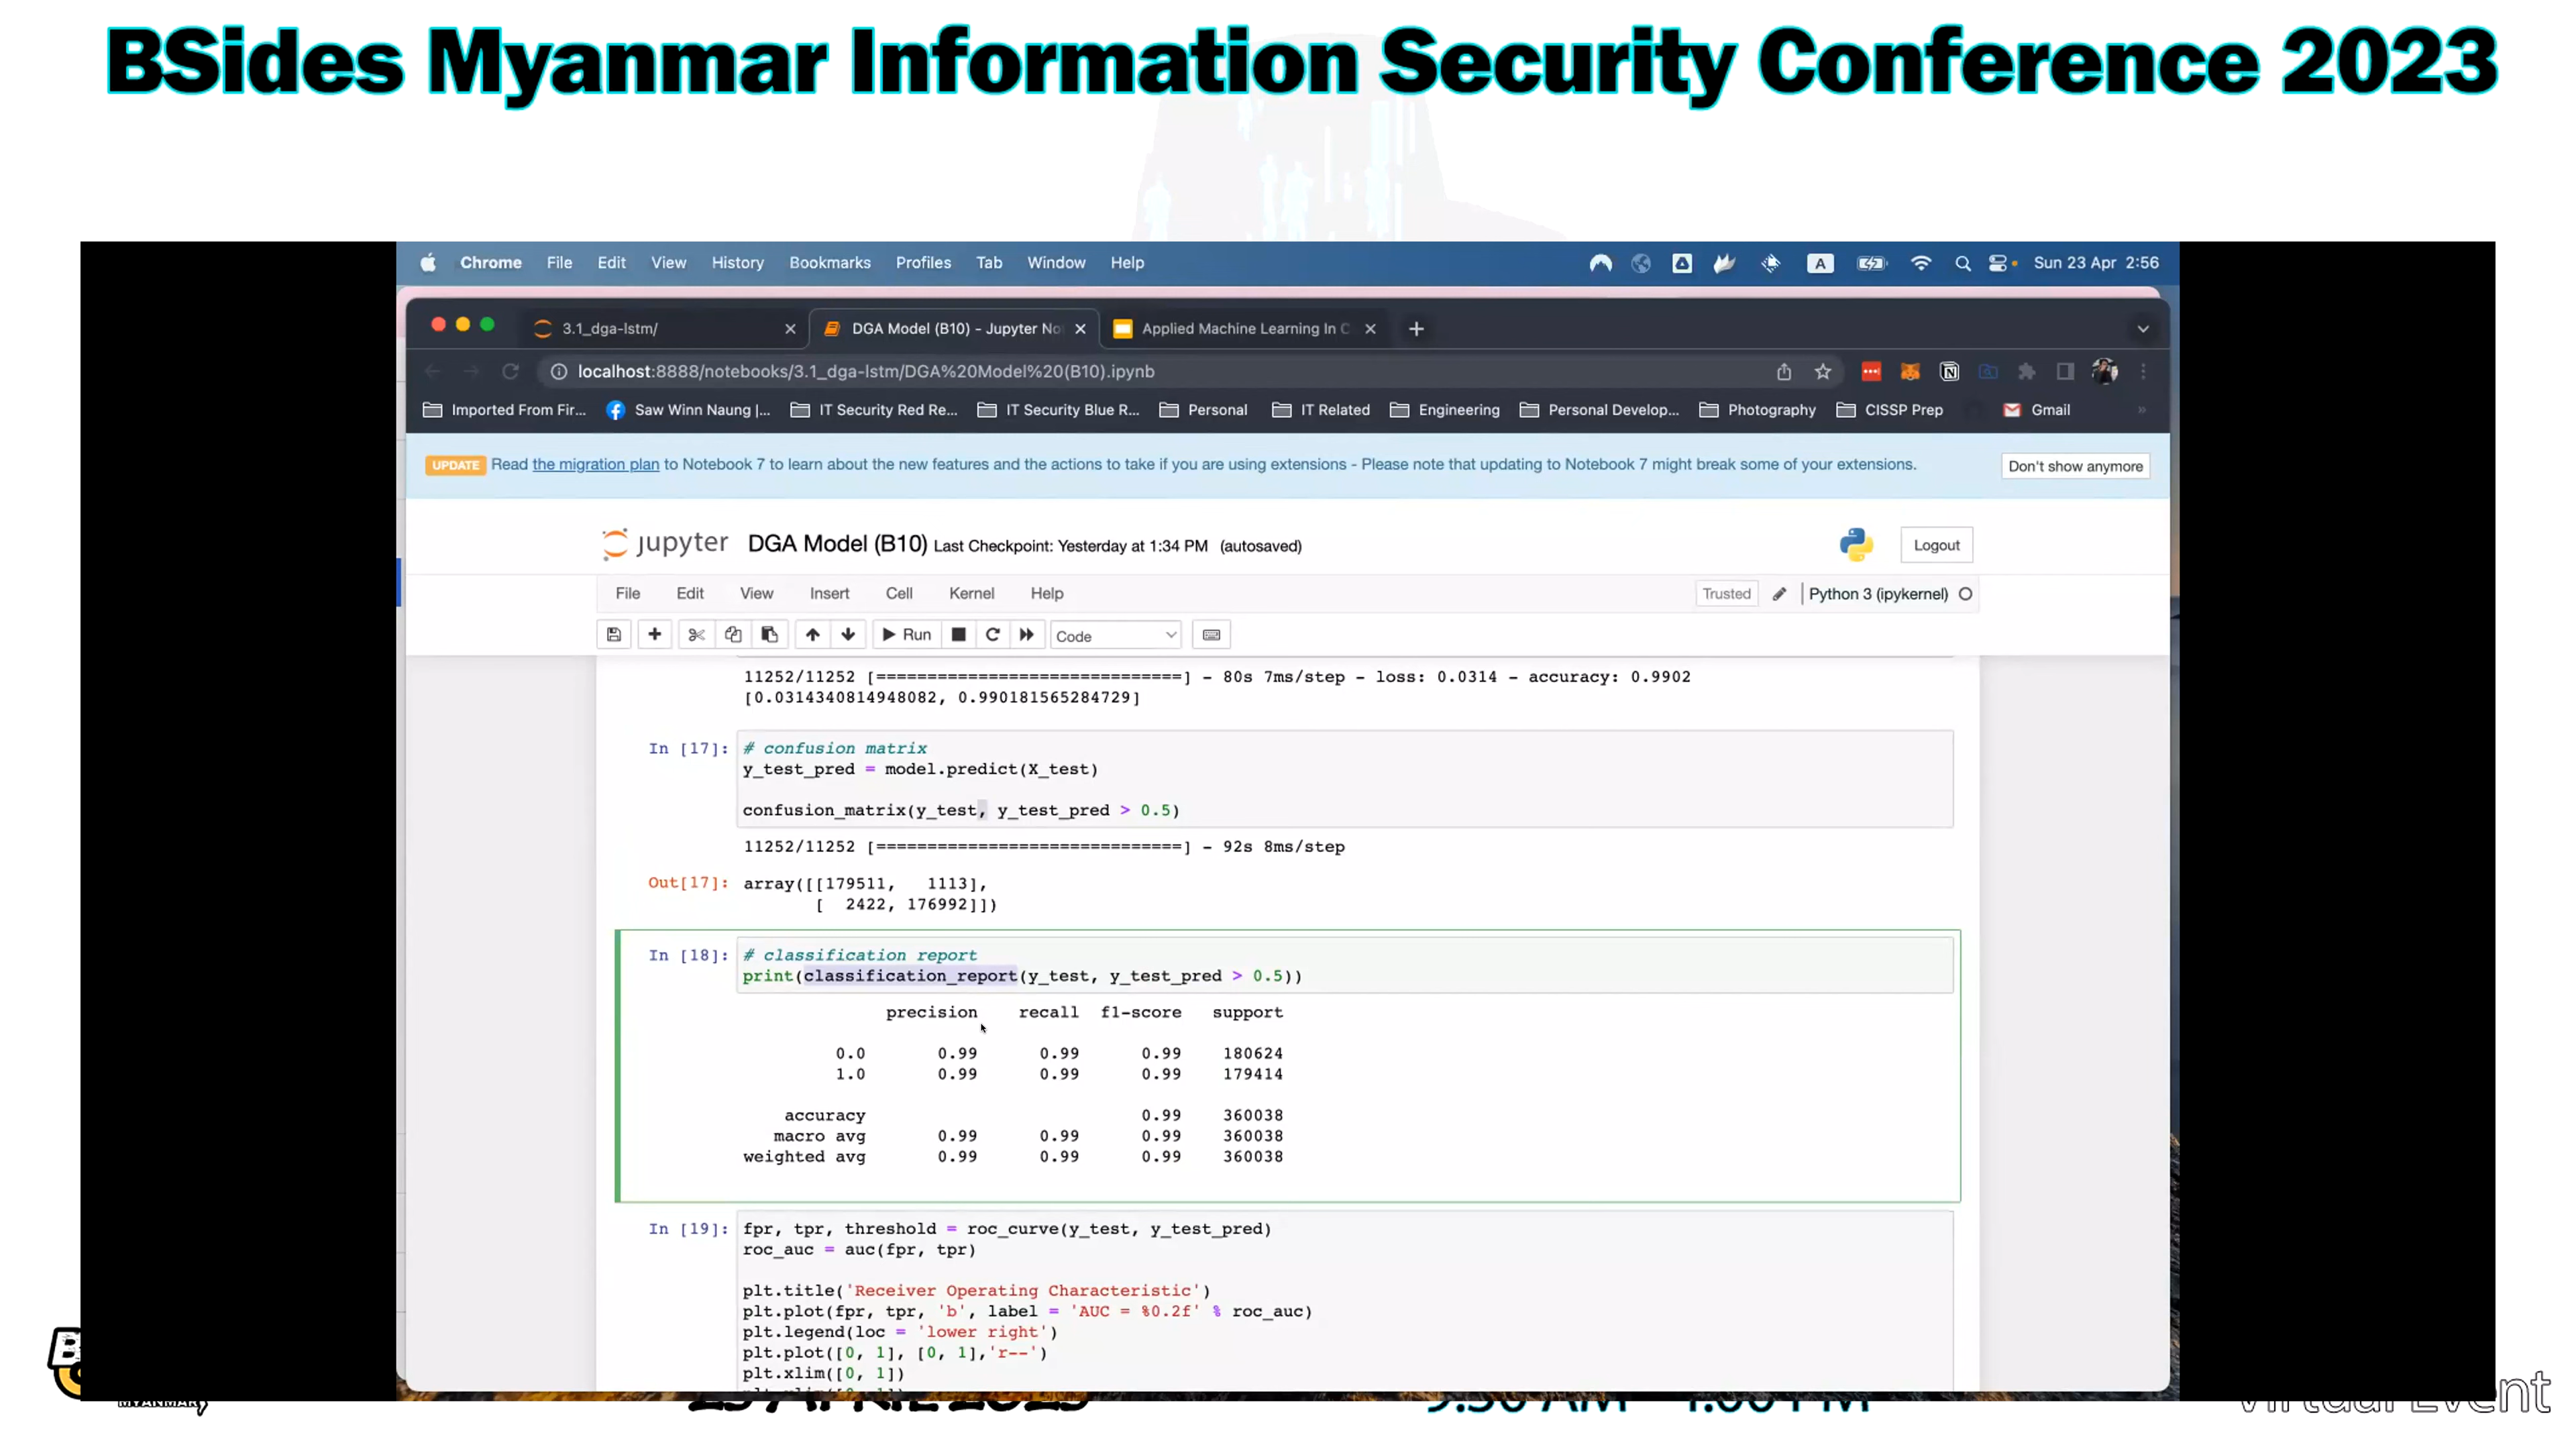 BSides Myanmar Information Security Conference 2023
Chrome File Edit View History Bookmarks Profiles Tab Window Help A Sun 23 Apr 2:56
3.1_dga-lstm/ DGA Model (B10) - Jupyter No Applied Machine Learning In C
localhost:8888/notebooks/3.1_dga-lstm/DGA%20Model%20(B10).ipynb
Imported From Fir... Saw Winn Naung |... IT Security Red Re... IT Security Blue R... Personal IT Related Engineering Personal Develop... Photography CISSP Prep Gmail »
UPDATE Read the migration plan to Notebook 7 to learn about the new features and the actions to take if you are using extensions - Please note that updating to Notebook 7 might break some of your extensions. Don't show anymore
jupyter DGA Model (B10) Last Checkpoint: Yesterday at 1:34 PM (autosaved) Logout
File Edit View Insert Cell Kernel Help Trusted Python 3 (ipykernel)
Run Code
11252/11252 [==============================] - 80s 7ms/step - loss: 0.0314 - accuracy: 0.9902
[0.0314340814948082, 0.990181565284729]
In [17]: # confusion matrix
y_test_pred = model.predict(X_test)
confusion_matrix(y_test, y_test_pred > 0.5)
11252/11252 [==============================] - 92s 8ms/step
Out[17]: array([[179511, 1113],
[ 2422, 176992]])
In [18]: # classification report
print(classification_report(y_test, y_test_pred > 0.5))
precision recall f1-score support
0.0 0.99 0.99 0.99 180624
1.0 0.99 0.99 0.99 179414
accuracy 0.99 360038
macro avg 0.99 0.99 0.99 360038
weighted avg 0.99 0.99 0.99 360038
In [19]: fpr, tpr, threshold = roc_curve(y_test, y_test_pred)
roc_auc = auc(fpr, tpr)
plt.title('Receiver Operating Characteristic')
plt.plot(fpr, tpr, 'b', label = 'AUC = %0.2f' % roc_auc)
plt.legend(loc = 'lower right')
plt.plot([0, 1], [0, 1],'r--')
plt.xlim([0, 1])
MYANMAR
Virtual Event